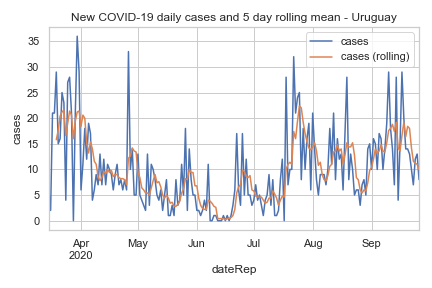 New COVID-19 daily cases and 5 day rolling mean - Uruguay
cases
cases (rolling)
35
30
25
20
15
10
5
0
cases
Apr May Jun Jul Aug Sep
2020
dateRep